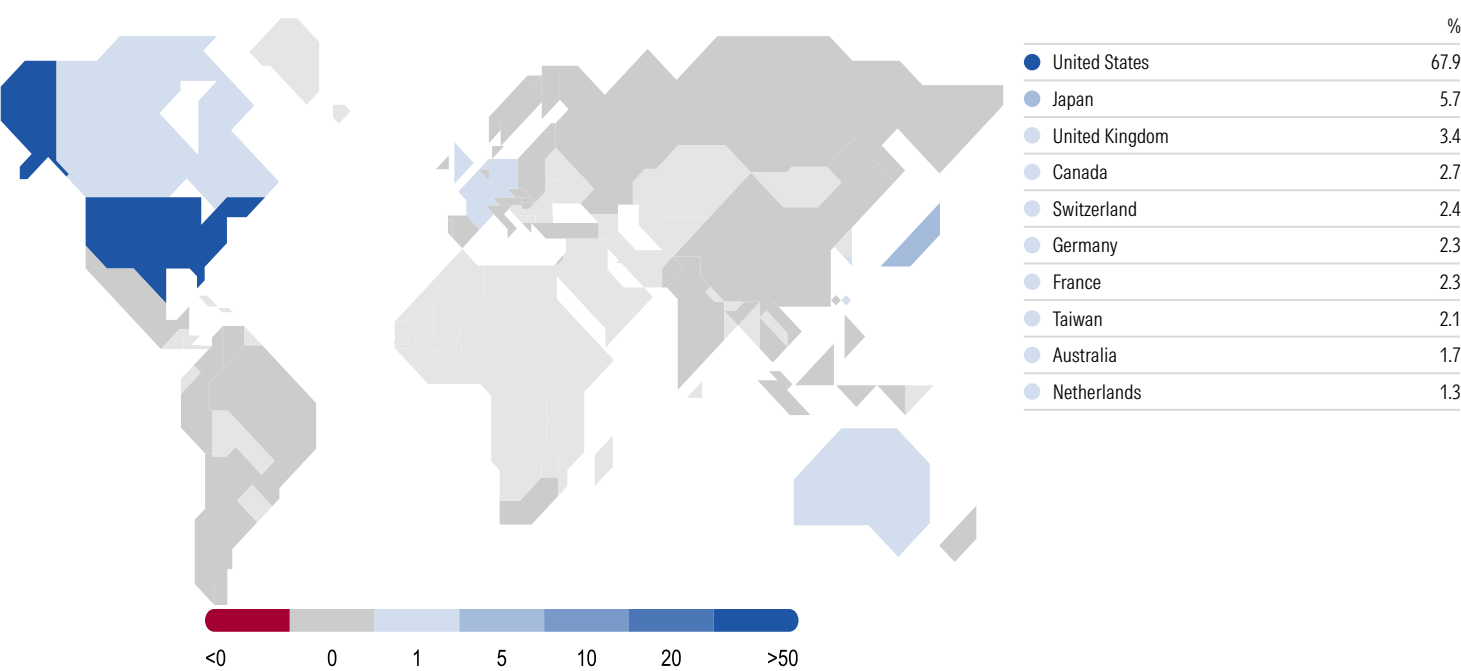 %
United States 67.9
Japan 5.7
United Kingdom 3.4
Canada 2.7
Switzerland 2.4
Germany 2.3
France 2.3
Taiwan 2.1
Australia 1.7
Netherlands 1.3
<0 0 1 5 10 20 >50